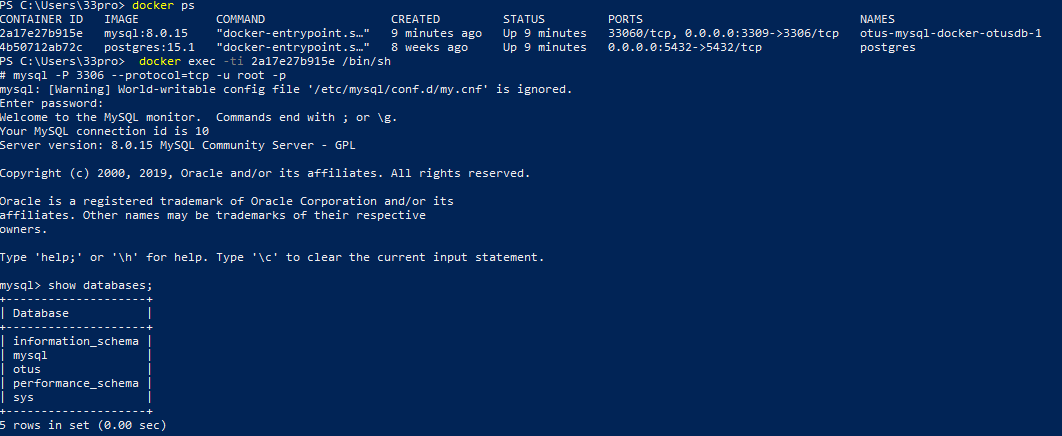 PS C:\Users\33pro> docker ps
CONTAINER ID   IMAGE           COMMAND                  CREATED         STATUS         PORTS                               NAMES
2a17e27b915e   mysql:8.0.15    "docker-entrypoint.s…"   9 minutes ago   Up 9 minutes   33060/tcp, 0.0.0.0:3309->3306/tcp   otus-mysql-docker-otusdb-1
4b50712ab72c   postgres:15.1   "docker-entrypoint.s…"   8 weeks ago     Up 9 minutes   0.0.0.0:5432->5432/tcp              postgres
PS C:\Users\33pro>  docker exec -ti 2a17e27b915e /bin/sh
# mysql -P 3306 --protocol=tcp -u root -p
mysql: [Warning] World-writable config file '/etc/mysql/conf.d/my.cnf' is ignored.
Enter password:
Welcome to the MySQL monitor.  Commands end with ; or \g.
Your MySQL connection id is 10
Server version: 8.0.15 MySQL Community Server - GPL

Copyright (c) 2000, 2019, Oracle and/or its affiliates. All rights reserved.

Oracle is a registered trademark of Oracle Corporation and/or its
affiliates. Other names may be trademarks of their respective
owners.

Type 'help;' or '\h' for help. Type '\c' to clear the current input statement.

mysql> show databases;
+--------------------+
| Database           |
+--------------------+
| information_schema |
| mysql              |
| otus               |
| performance_schema |
| sys                |
+--------------------+
5 rows in set (0.00 sec)